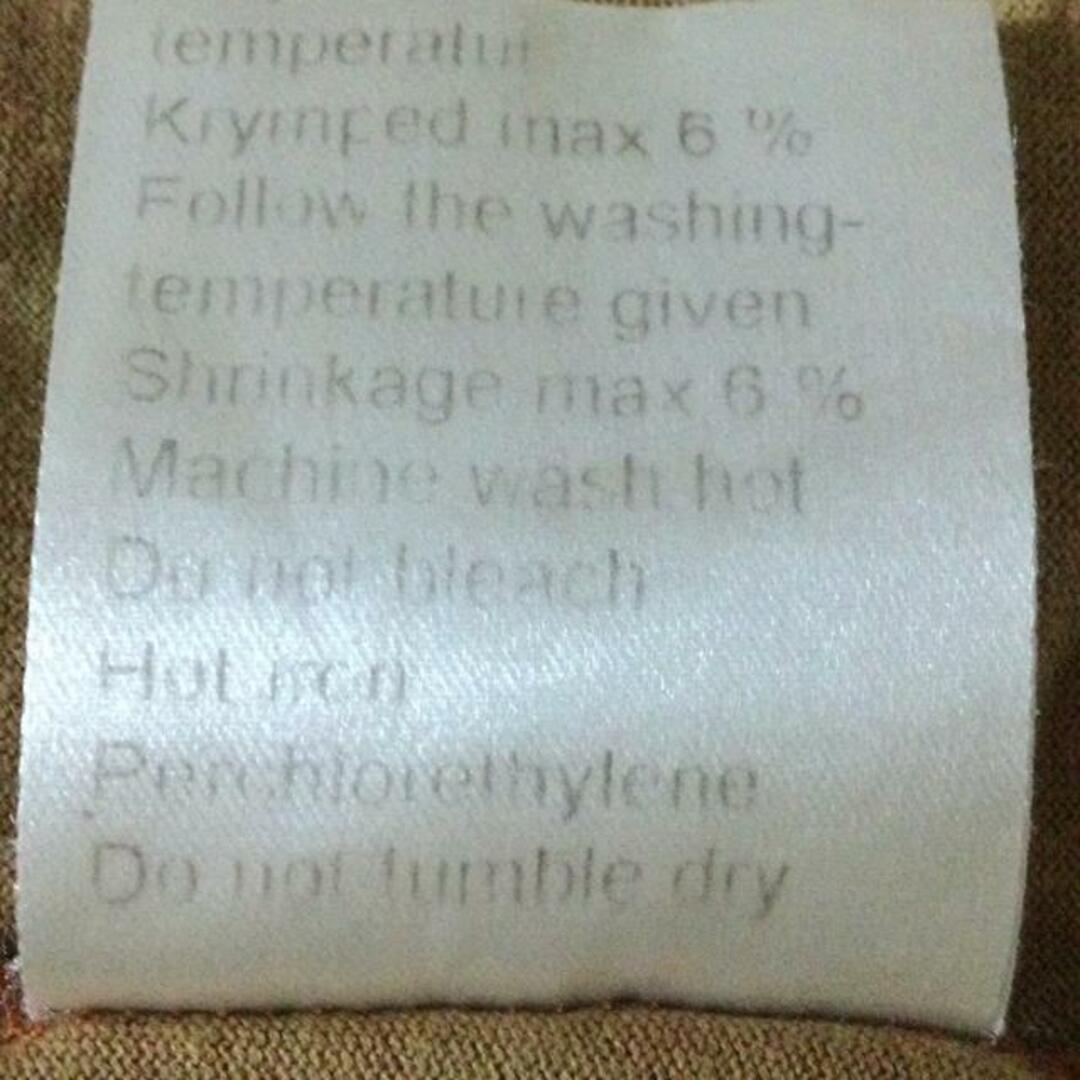 temperatur
Krymped max 6 %
Follow the washing-
temperature given
Shrinkage max 6 %
Machine wash hot
Do not bleach
Hot iron
Perchlorethylene
Do not tumble dry